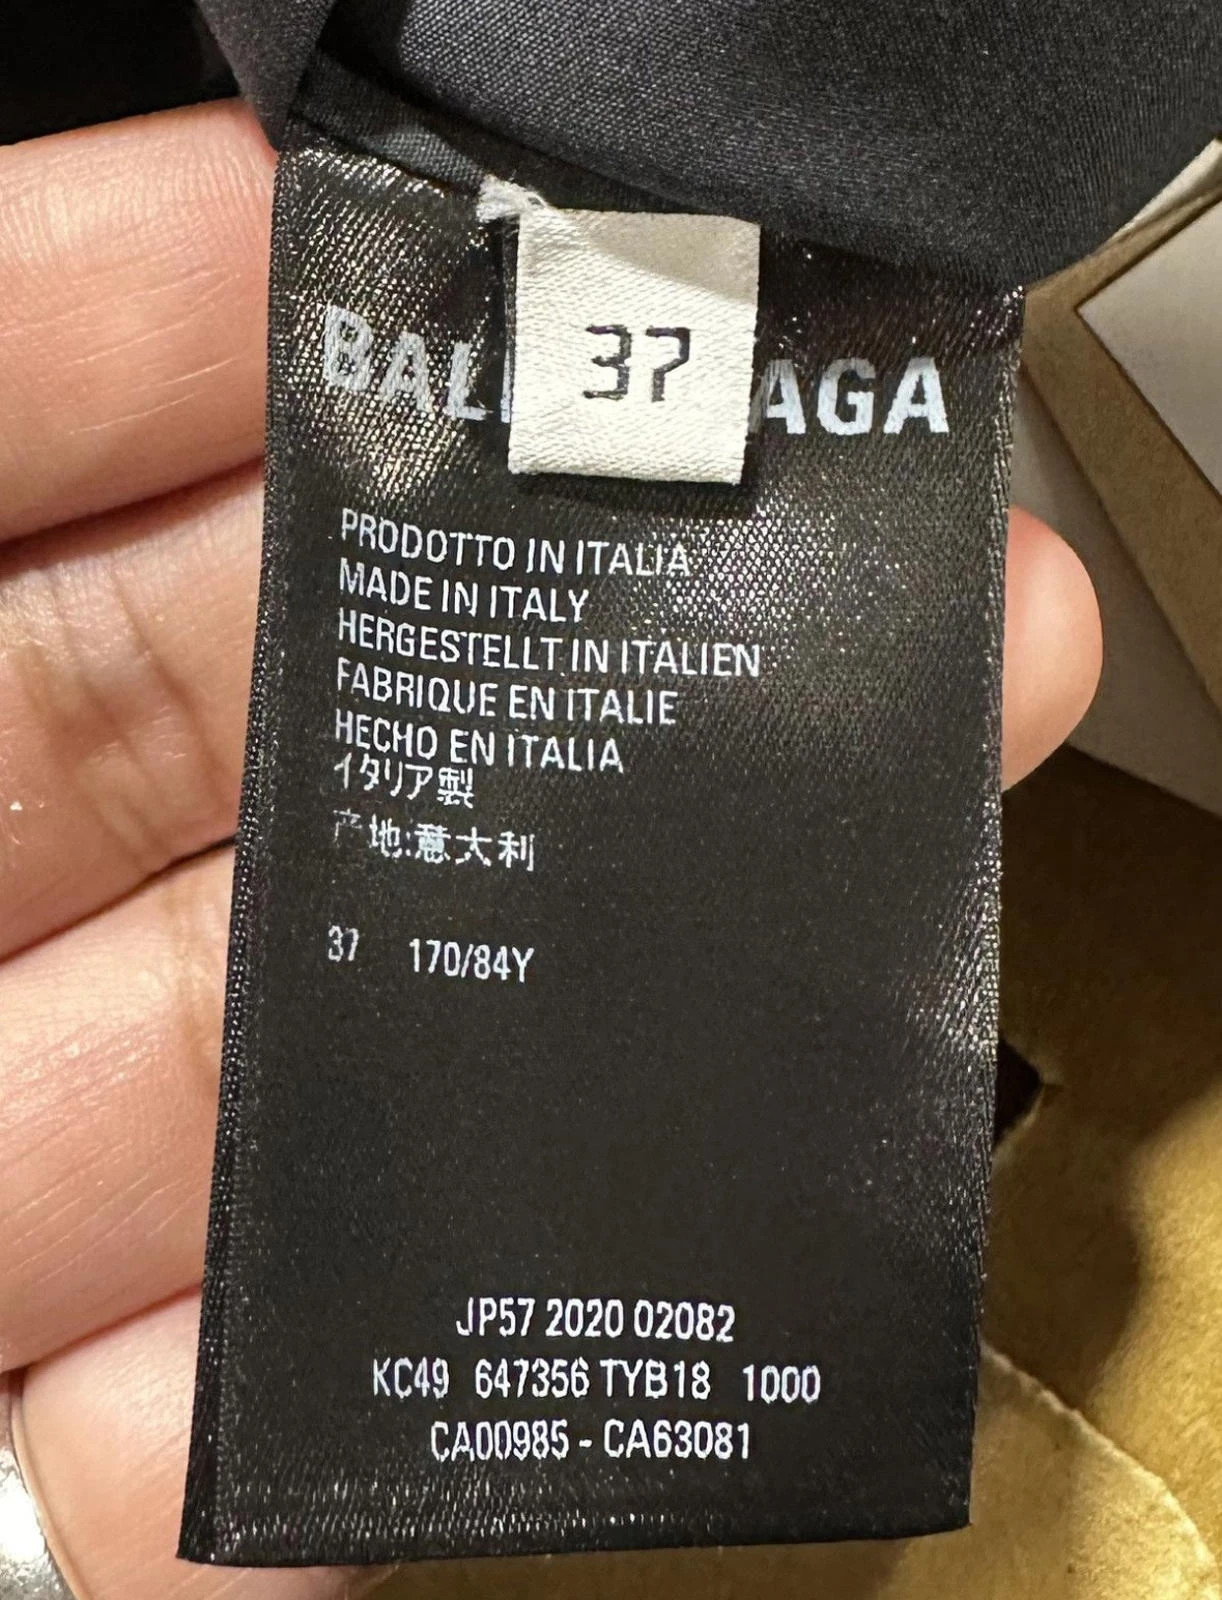 37
PRODOTTO IN ITALIA
MADE IN ITALY
HERGESTELLT IN ITALIEN
FABRIQUE EN ITALIE
HECHO EN ITALIA
イタリア製
产地:意大利
37 170/84Y
JP57 2020 02082
KC49 647356 TYB18 1000
CA00985 - CA63081